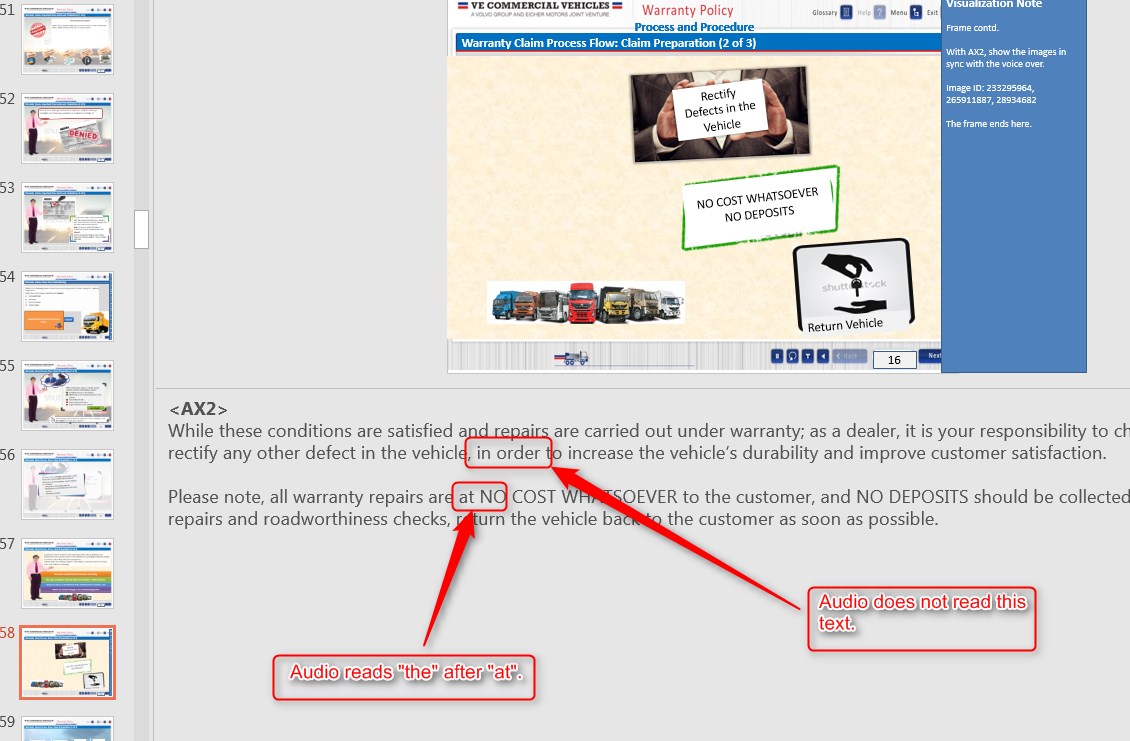 51
52
53
54
55
56
57
58
59
VE COMMERCIAL VEHICLES
A VOLVO GROUP AND EICHER MOTORS JOINT VENTURE
Warranty Policy
Process and Procedure
Glossary
Help
Menu
Exit
Warranty Claim Process Flow: Claim Preparation (2 of 3)
Rectify
Defects in the
Vehicle
NO COST WHATSOEVER
NO DEPOSITS
shutterstock
Return Vehicle
Back
16
Next
Visualization Note
Frame contd.
With AX2, show the images in
sync with the voice over.
Image ID: 233295964,
265911887, 28934682
The frame ends here.
<AX2>
While these conditions are satisfied and repairs are carried out under warranty; as a dealer, it is your responsibility to ch
rectify any other defect in the vehicle, in order to increase the vehicle's durability and improve customer satisfaction.
Please note, all warranty repairs are at NO COST WHATSOEVER to the customer, and NO DEPOSITS should be collected
repairs and roadworthiness checks, return the vehicle back to the customer as soon as possible.
Audio does not read this
text.
Audio reads "the" after "at".
DENIED